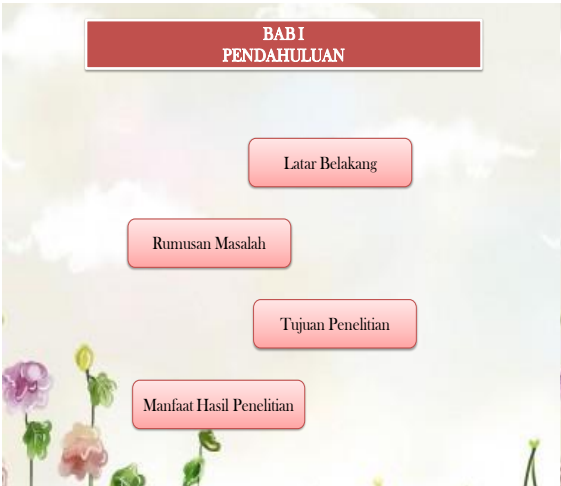 BAB I
PENDAHULUAN
Latar Belakang
Rumusan Masalah
Tujuan Penelitian
Manfaat Hasil Penelitian